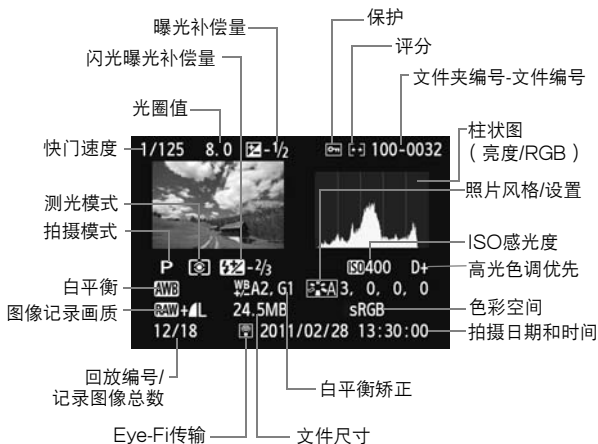 曝光补偿量
保护
闪光曝光补偿量
评分
文件夹编号-文件编号
光圈值
快门速度
1/125 8.0 -1/2 100-0032
柱状图
(亮度/RGB)
测光模式
照片风格/设置
拍摄模式
ISO感光度
P -2/3 ISO400 D+
高光色调优先
白平衡
AWB WB A2, G1 A 3, 0, 0, 0
图像记录画质
RAW+L 24.5MB sRGB
色彩空间
12/18 2011/02/28 13:30:00
拍摄日期和时间
回放编号/
记录图像总数
白平衡矫正
Eye-Fi传输
文件尺寸